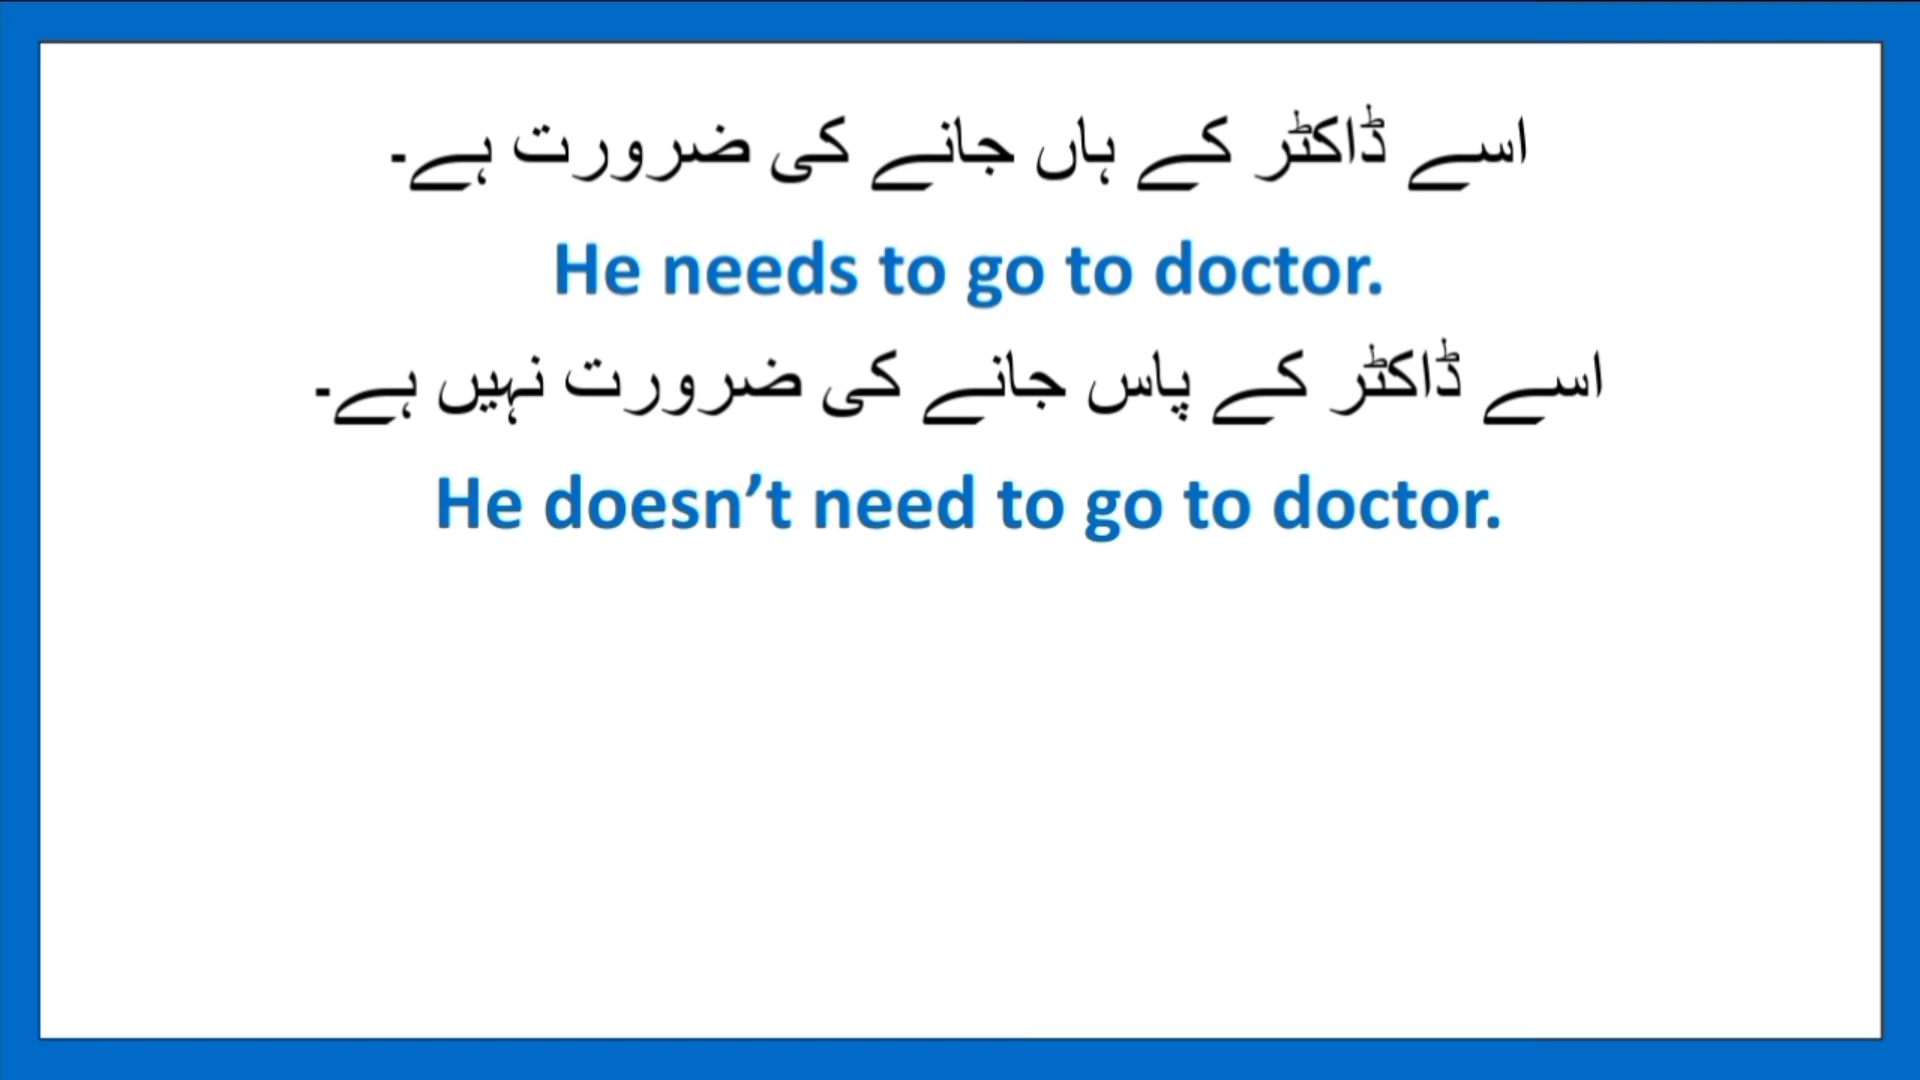 اسے ڈاکٹر کے ہاں جانے کی ضرورت ہے۔
He needs to go to doctor.
اسے ڈاکٹر کے پاس جانے کی ضرورت نہیں ہے۔
He doesn’t need to go to doctor.